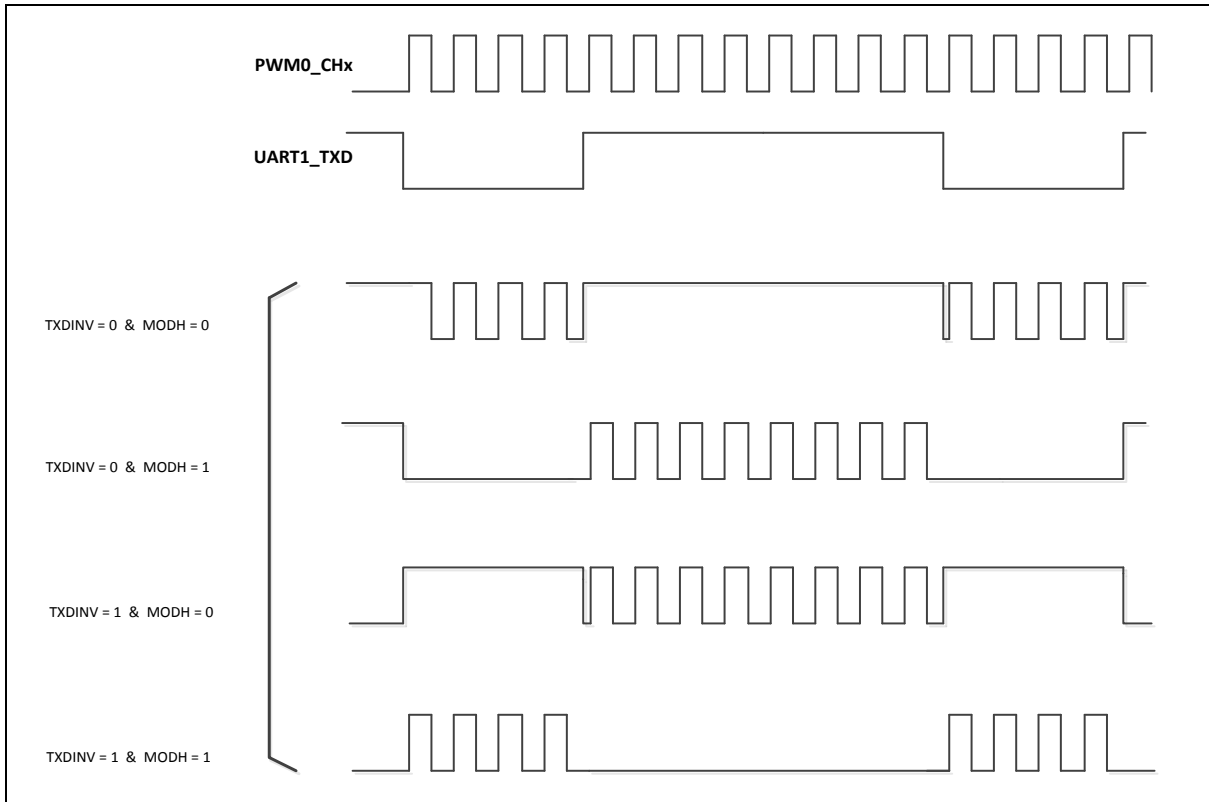 PWM0_CHx
UART1_TXD
TXDINV = 0 & MODH = 0
TXDINV = 0 & MODH = 1
TXDINV = 1 & MODH = 0
TXDINV = 1 & MODH = 1